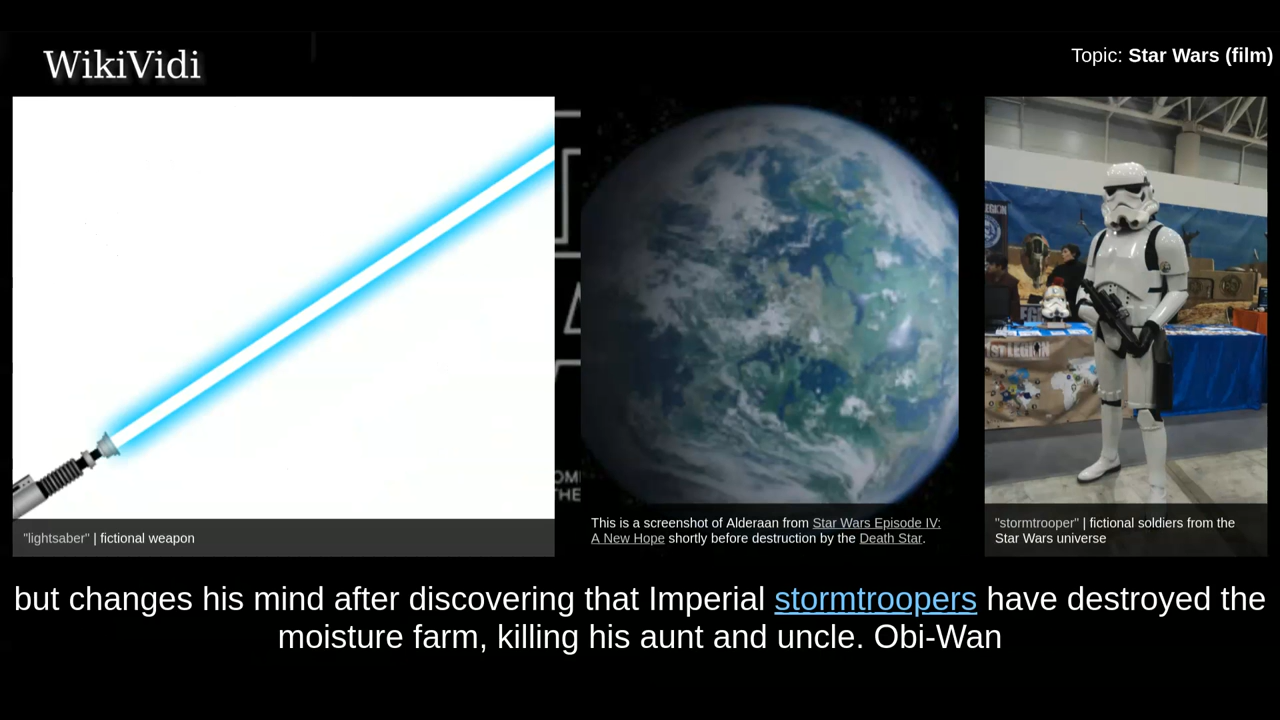 WikiVidi
Topic: Star Wars (film)
"lightsaber" | fictional weapon
This is a screenshot of Alderaan from Star Wars Episode IV:
A New Hope shortly before destruction by the Death Star.
"stormtrooper" | fictional soldiers from the
Star Wars universe
but changes his mind after discovering that Imperial stormtroopers have destroyed the
moisture farm, killing his aunt and uncle. Obi-Wan